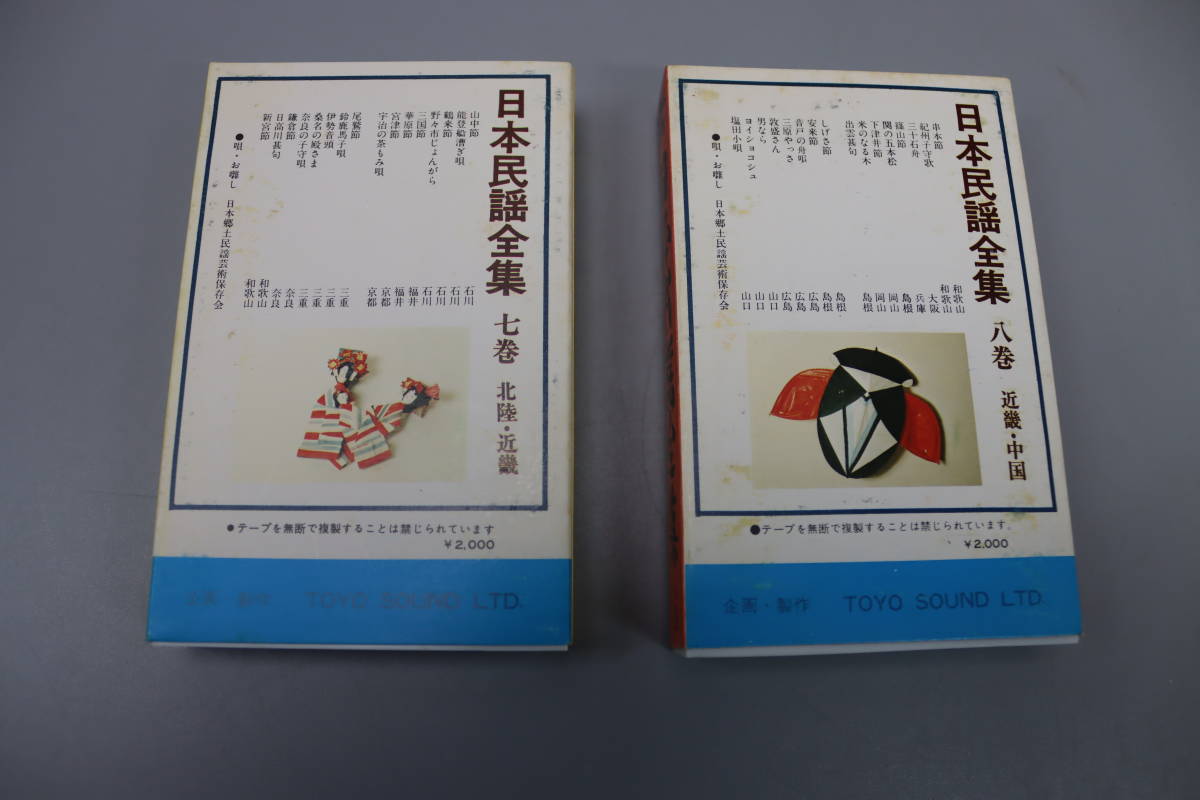 日本民謡全集 七巻 北陸・近畿
山中節 石川
能登船漕ぎ唄 石川
鶴来節 石川
野々市じょんがら 石川
三国節 福井
華原節 福井
宮津節 京都
宇治の茶もみ唄 京都
尾鷲節 三重
鈴鹿馬子唄 三重
伊勢音頭 三重
桑名の殿さま 三重
奈良の子守唄 奈良
鎌倉節 奈良
日高川甚句 和歌山
新宮節 和歌山
●唄・お囃し 日本郷土民謡芸術保存会
●テープを無断で複製することは禁じられています
¥2,000
企画・製作 TOYO SOUND LTD.
日本民謡全集 八巻 近畿・中国
串本節 和歌山
紀州子守歌 和歌山
三十石舟 大阪
篠山節 兵庫
関の五本松 島根
下津井節 岡山
米のなる木 岡山
出雲甚句 島根
しげさ節 島根
安来節 島根
音戸の舟唄 広島
三原やっさ 広島
敦盛さん 広島
男なら 山口
ヨイショコショ 山口
塩田小唄 山口
●唄・お囃し 日本郷土民謡芸術保存会
●テープを無断で複製することは禁じられています。
¥2,000
企画・製作 TOYO SOUND LTD.